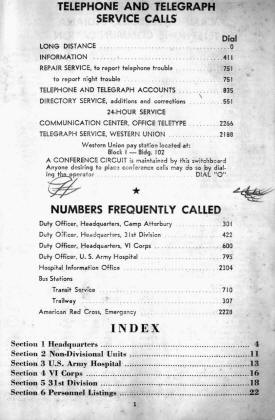 TELEPHONE AND TELEGRAPH
SERVICE CALLS
Dial
LONG DISTANCE 0
INFORMATION 411
REPAIR SERVICE, to report telephone trouble 751
to report night trouble 751
TELEPHONE AND TELEGRAPH ACCOUNTS 835
DIRECTORY SERVICE, additions and corrections 551
24-HOUR SERVICE
COMMUNICATION CENTER, OFFICE TELETYPE 2266
TELEGRAPH SERVICE, WESTERN UNION 2188
Western Union pay station located at:
Block 1 — Bldg. 102
A CONFERENCE CIRCUIT is maintained by this switchboard
Anyone desiring to place conference calls may do so by dial-
ing the operator DIAL "O"
★
NUMBERS FREQUENTLY CALLED
Duty Officer, Headquarters, Camp Atterbury 301
Duty Officer, Headquarters, 31st Division 422
Duty Officer, Headquarters, VI Corps 600
Duty Officer, U. S. Army Hospital 795
Hospital Information Office 2104
Bus Stations
Transit Service 710
Trailway 307
American Red Cross, Emergency 2228
INDEX
Section 1 Headquarters 4
Section 2 Non-Divisional Units 11
Section 3 U.S. Army Hospital 13
Section 4 VI Corps 16
Section 5 31st Division 18
Section 6 Personnel Listings 22
1